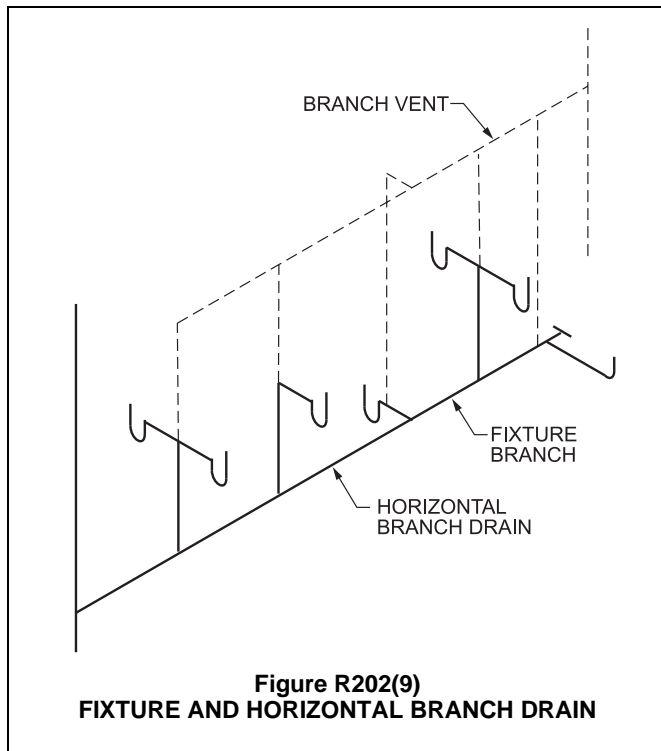 BRANCH VENT
FIXTURE
BRANCH
HORIZONTAL
BRANCH DRAIN
Figure R202(9)
FIXTURE AND HORIZONTAL BRANCH DRAIN